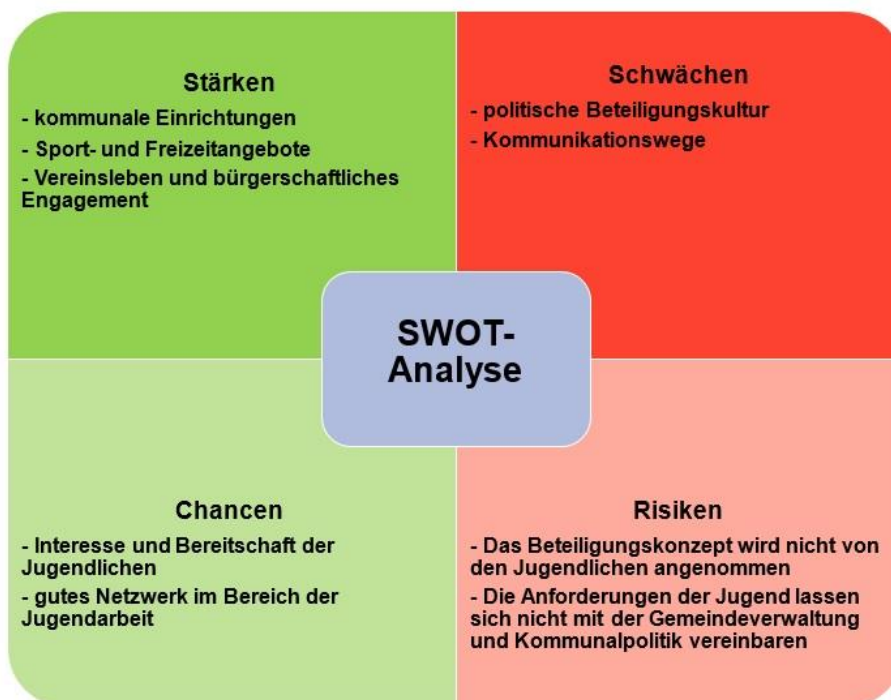 Stärken
- kommunale Einrichtungen
- Sport- und Freizeitangebote
- Vereinsleben und bürgerschaftliches
Engagement
Schwächen
- politische Beteiligungskultur
- Kommunikationswege
SWOT-
Analyse
Chancen
- Interesse und Bereitschaft der
Jugendlichen
- gutes Netzwerk im Bereich der
Jugendarbeit
Risiken
- Das Beteiligungskonzept wird nicht von
den Jugendlichen angenommen
- Die Anforderungen der Jugend lassen
sich nicht mit der Gemeindeverwaltung
und Kommunalpolitik vereinbaren